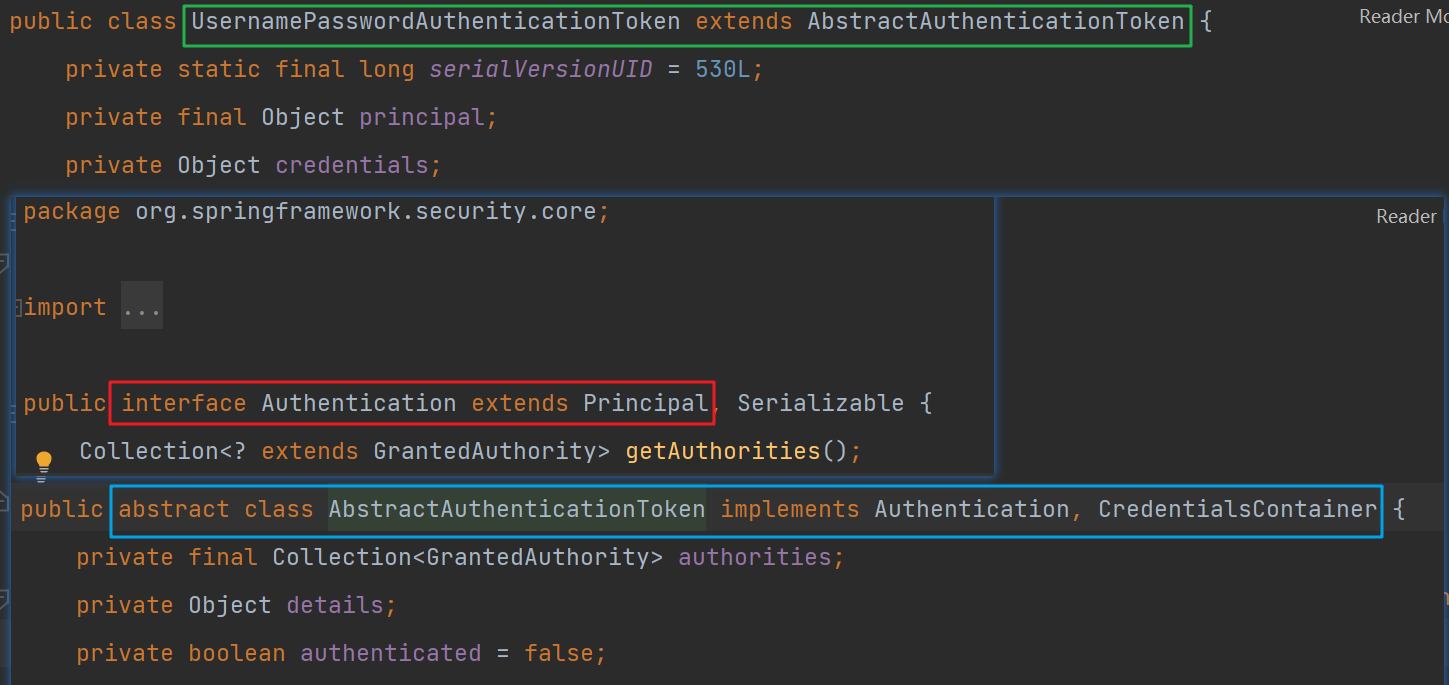 public class UsernamePasswordAuthenticationToken extends AbstractAuthenticationToken {
Reader Mo
private static final long serialVersionUID = 530L;
private final Object principal;
private Object credentials;
package org.springframework.security.core;
Reader
import ...
public interface Authentication extends Principal, Serializable {
Collection<? extends GrantedAuthority> getAuthorities();
public abstract class AbstractAuthenticationToken implements Authentication, CredentialsContainer {
private final Collection<GrantedAuthority> authorities;
private Object details;
private boolean authenticated = false;